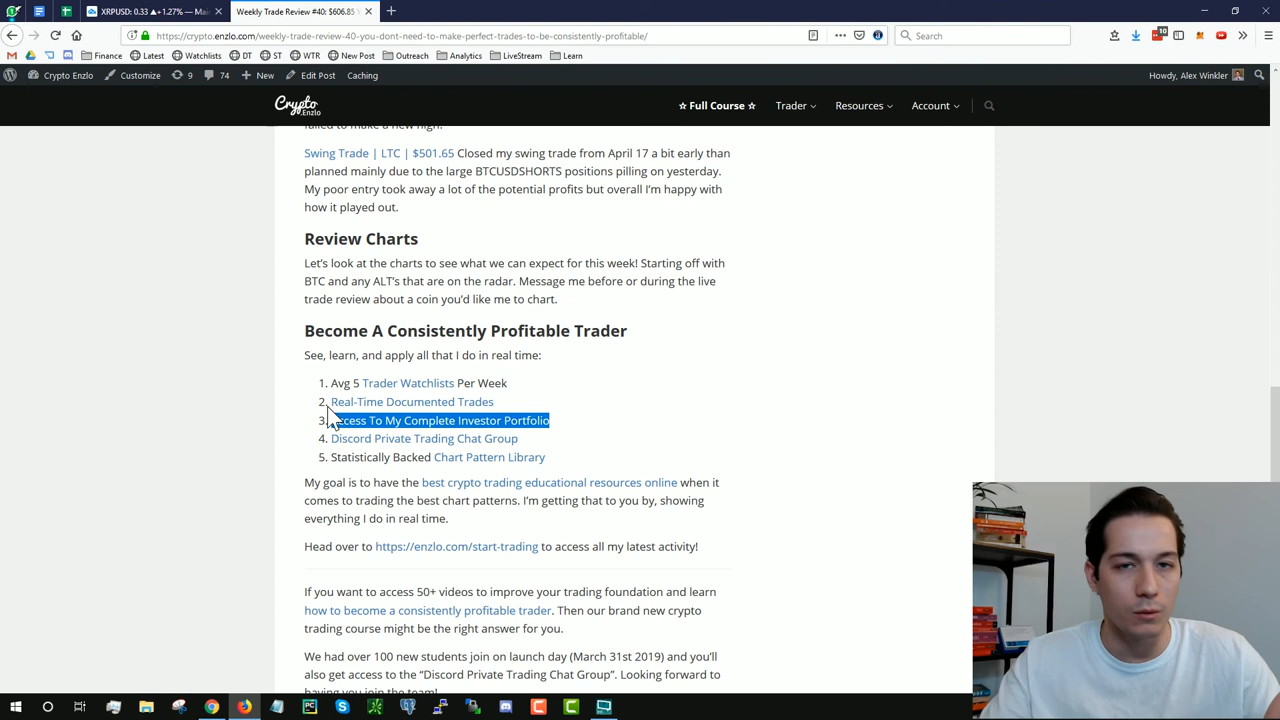 XRPUSD: 0.33 ▲+1.27% — Mai
Weekly Trade Review #40: $606.85
https://crypto.enzlo.com/weekly-trade-review-40-you-dont-need-to-make-perfect-trades-to-be-consistently-profitable/
Search
10
Finance Latest Watchlists DT ST WTR New Post Outreach Analytics LiveStream Learn
Crypto Enzlo Customize 9 74 New Edit Post Caching Howdy, Alex Winkler
Crypto Enzlo ☆ Full Course ☆ Trader Resources Account
failed to make a new high.
Swing Trade | LTC | $501.65 Closed my swing trade from April 17 a bit early than
planned mainly due to the large BTCUSDSHORTS positions pilling on yesterday.
My poor entry took away a lot of the potential profits but overall I'm happy with
how it played out.
Review Charts
Let's look at the charts to see what we can expect for this week! Starting off with
BTC and any ALT's that are on the radar. Message me before or during the live
trade review about a coin you'd like me to chart.
Become A Consistently Profitable Trader
See, learn, and apply all that I do in real time:
1. Avg 5 Trader Watchlists Per Week
2. Real-Time Documented Trades
3. Access To My Complete Investor Portfolio
4. Discord Private Trading Chat Group
5. Statistically Backed Chart Pattern Library
My goal is to have the best crypto trading educational resources online when it
comes to trading the best chart patterns. I'm getting that to you by, showing
everything I do in real time.
Head over to https://enzlo.com/start-trading to access all my latest activity!
If you want to access 50+ videos to improve your trading foundation and learn
how to become a consistently profitable trader. Then our brand new crypto
trading course might be the right answer for you.
We had over 100 new students join on launch day (March 31st 2019) and you'll
also get access to the “Discord Private Trading Chat Group”. Looking forward to
having you join the team!